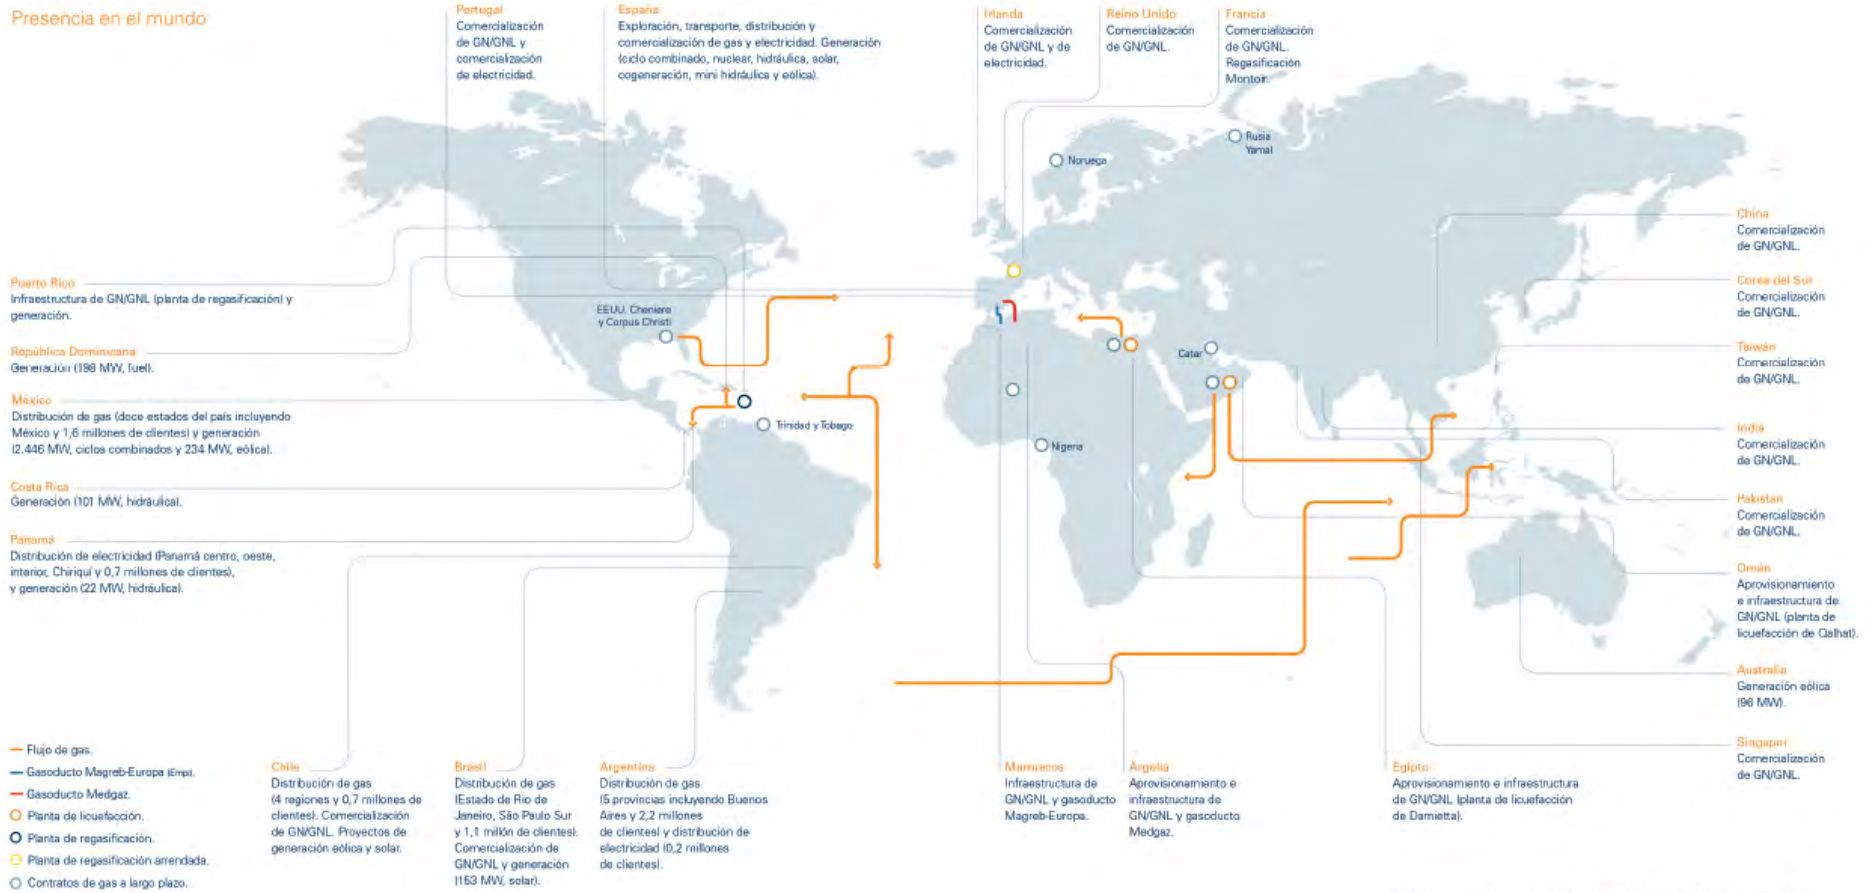 Presencia en el mundo
Portugal
Comercialización
de GN/GNL y
comercialización
de electricidad.
España
Exploración, transporte, distribución y
comercialización de gas y electricidad. Generación
(ciclo combinado, nuclear, hidráulica, solar,
cogeneración, mini hidráulica y eólica).
Irlanda
Comercialización
de GN/GNL y de
electricidad.
Reino Unido
Comercialización
de GN/GNL.
Francia
Comercialización
de GN/GNL.
Regasificación
Montoir.
Rusia
Yamal
Noruega
EEUU. Cheniere
y Corpus Christi
Catar
Trinidad y Tobago
Nigeria
Puerto Rico
Infraestructura de GN/GNL (planta de regasificación) y
generación.
República Dominicana
Generación (198 MW, fuel).
México
Distribución de gas (doce estados del país incluyendo
México y 1,6 millones de clientes) y generación
(2.446 MW, ciclos combinados y 234 MW, eólica).
Costa Rica
Generación (101 MW, hidráulica).
Panamá
Distribución de electricidad (Panamá centro, oeste,
interior, Chiriquí y 0,7 millones de clientes),
y generación (22 MW, hidráulica).
China
Comercialización
de GN/GNL.
Corea del Sur
Comercialización
de GN/GNL.
Taiwán
Comercialización
de GN/GNL.
India
Comercialización
de GN/GNL.
Pakistán
Comercialización
de GN/GNL.
Omán
Aprovisionamiento
e infraestructura de
GN/GNL (planta de
licuefacción de Qalhat).
Australia
Generación eólica
(96 MW).
Singapur
Comercialización
de GN/GNL.
Flujo de gas.
Gasoducto Magreb-Europa (Empl).
Gasoducto Medgaz.
Planta de licuefacción.
Planta de regasificación.
Planta de regasificación arrendada.
Contratos de gas a largo plazo.
Chile
Distribución de gas
(4 regiones y 0,7 millones de
clientes). Comercialización
de GN/GNL. Proyectos de
generación eólica y solar.
Brasil
Distribución de gas
(Estado de Rio de
Janeiro, São Paulo Sur
y 1,1 millón de clientes).
Comercialización de
GN/GNL y generación
(153 MW, solar).
Argentina
Distribución de gas
(5 provincias incluyendo Buenos
Aires y 2,2 millones
de clientes) y distribución de
electricidad (0,2 millones
de clientes).
Marruecos
Infraestructura de
GN/GNL y gasoducto
Magreb-Europa.
Argelia
Aprovisionamiento e
infraestructura de
GN/GNL y gasoducto
Medgaz.
Egipto
Aprovisionamiento e infraestructura
de GN/GNL (planta de licuefacción
de Damietta).